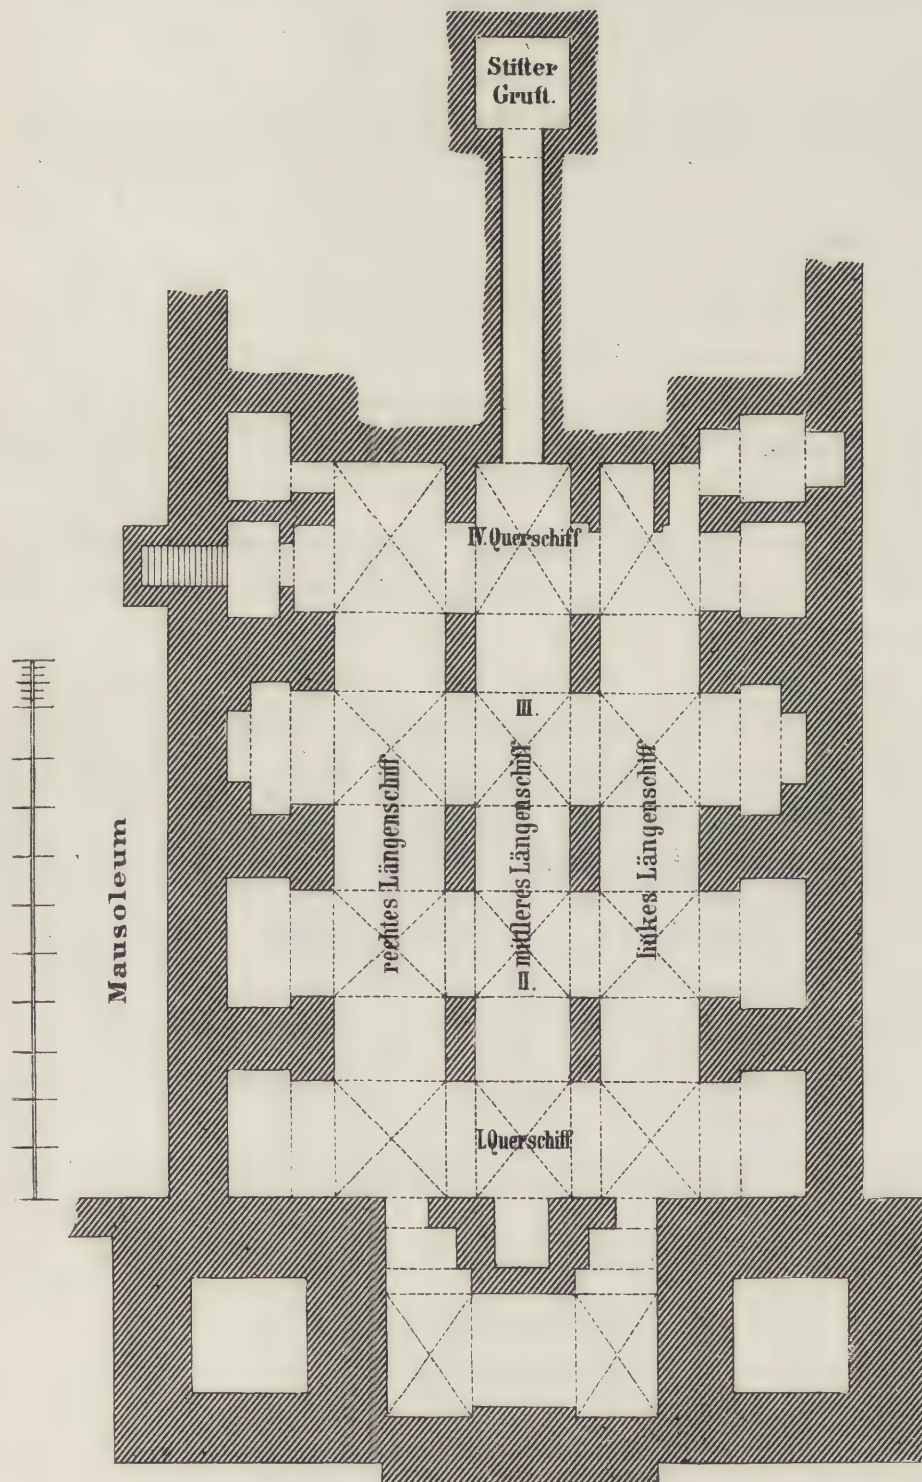 Stifter
Gruft.
IV. Querschiff
III.
rechtes Längenschiff
mittleres Längenschiff
linkes Längenschiff
Mausoleum
II.
I. Querschiff